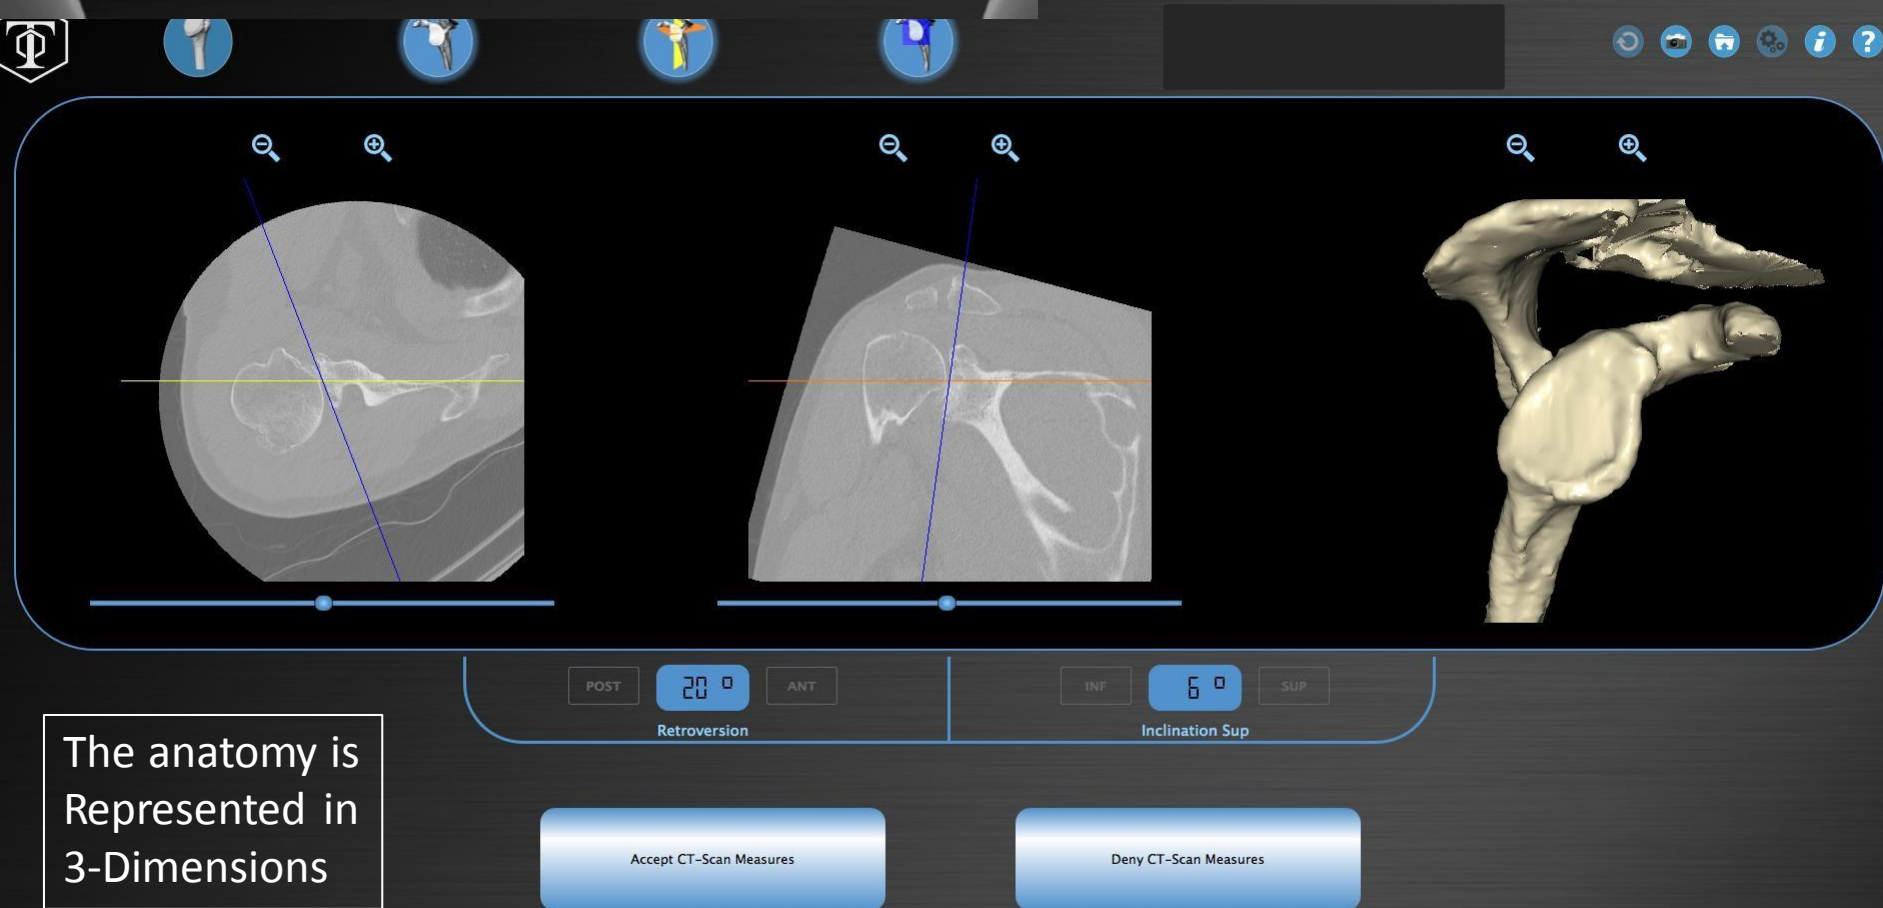 POST
20 °
ANT
INF
6 °
SUP
Retroversion
Inclination Sup
The anatomy is
Represented in
3-Dimensions
Accept CT-Scan Measures
Deny CT-Scan Measures